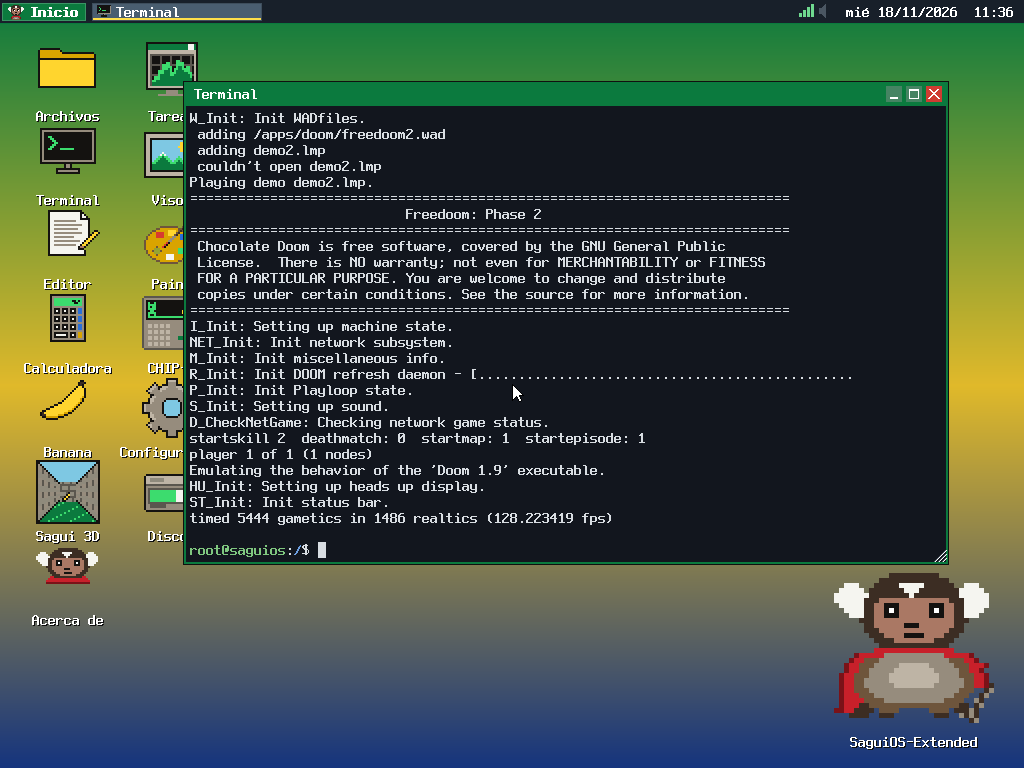 Inicio
Terminal
mié 18/11/2026 11:36
Archivos
Terminal
Editor
Calculadora
CHIP-
Banana
Configur
Sagui 3D
Disco
Acerca de
Terminal
W_Init: Init WADfiles.
adding /apps/doom/freedoom2.wad
adding demo2.lmp
couldn't open demo2.lmp
Playing demo demo2.lmp.
===========================================================================
Freedoom: Phase 2
===========================================================================
Chocolate Doom is free software, covered by the GNU General Public
License.  There is NO warranty; not even for MERCHANTABILITY or FITNESS
FOR A PARTICULAR PURPOSE. You are welcome to change and distribute
copies under certain conditions. See the source for more information.
===========================================================================
I_Init: Setting up machine state.
NET_Init: Init network subsystem.
M_Init: Init miscellaneous info.
R_Init: Init DOOM refresh daemon - [...............................................
P_Init: Init Playloop state.
S_Init: Setting up sound.
D_CheckNetGame: Checking network game status.
startskill 2  deathmatch: 0  startmap: 1  startepisode: 1
player 1 of 1 (1 nodes)
Emulating the behavior of the 'Doom 1.9' executable.
HU_Init: Setting up heads up display.
ST_Init: Init status bar.
timed 5444 gametics in 1486 realtics (128.223419 fps)
root@saguios:/$
SaguiOS-Extended